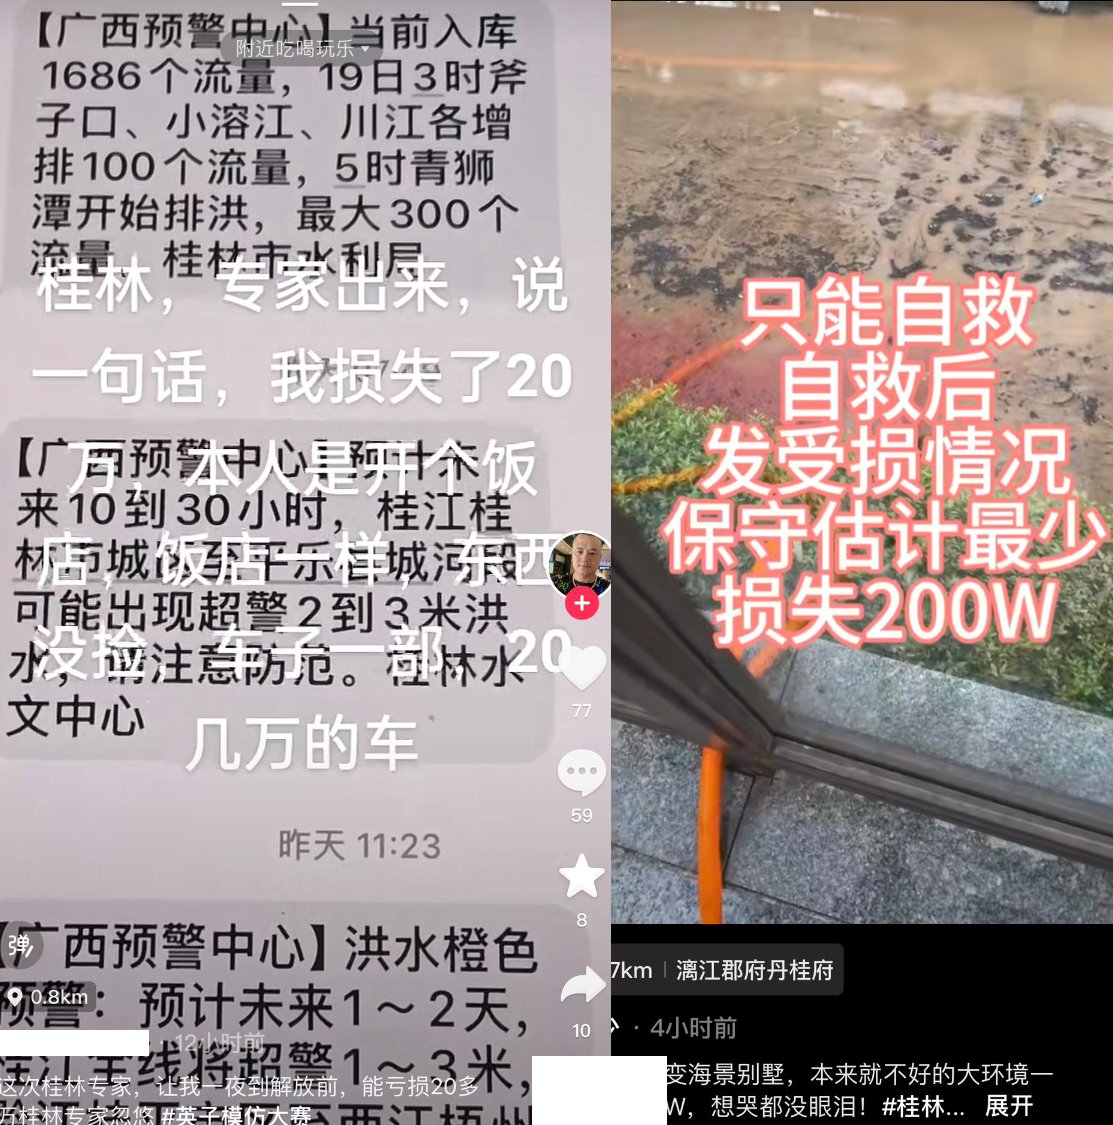 【广西预警中心】当前入库
附近吃喝玩乐
1686个流量，19日3时斧
子口、小溶江、川江各增
排100个流量，5时青狮
潭开始排洪，最大300个
流量。桂林市水利局
桂林，专家出来，说
一句话，我损失了20
万，本人是开个饭
店，饭店一样，东西
没捡，车子一部，20
几万的车
【广西预警中心】预计未
来10到30小时，桂江桂
林市城区至平乐县城河段
可能出现超警2到3米洪
水，请注意防范。桂林水
文中心
77
59
昨天 11:23
8
弹
【广西预警中心】洪水橙色
预警：预计未来1～2天，
0.8km
10
· 12小时前
桂江全线将超警1～3米，
这次桂林专家，让我一夜到解放前，能亏损20多
万桂林专家忽悠 #英子模仿大赛
西江梧州
只能自救
自救后
发受损情况
保守估计最少
损失200W
7km | 漓江郡府丹桂府
· 4小时前
变海景别墅，本来就不好的大环境一
W，想哭都没眼泪！#桂林... 展开